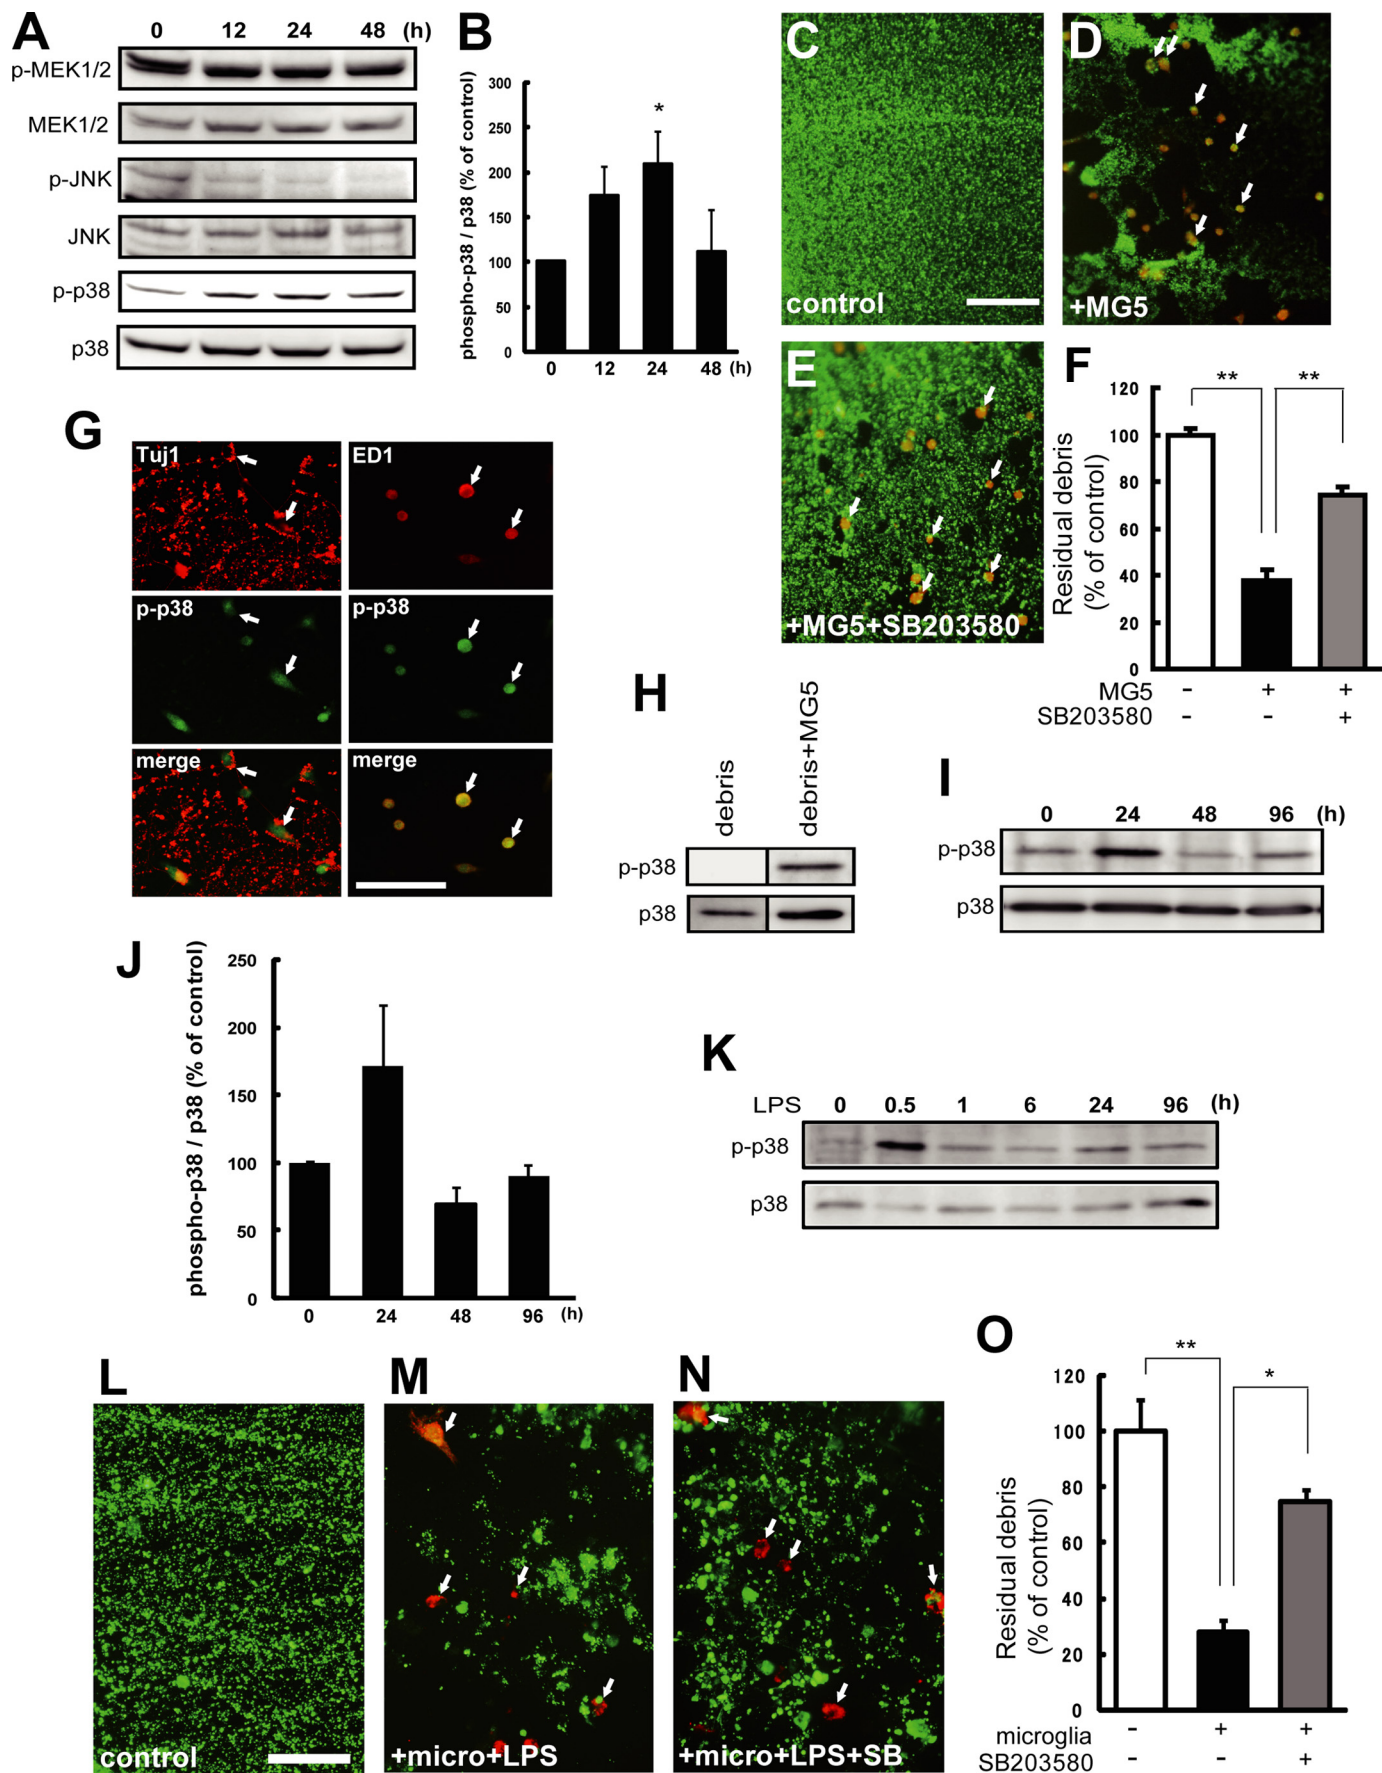 A
0 12 24 48 (h)
p-MEK1/2
MEK1/2
p-JNK
JNK
p-p38
p38
B
phospho-p38 / p38 (% of control)
300
250
200
150
100
50
0
*
0 12 24 48 (h)
C
control
D
+MG5
E
+MG5+SB203580
F
Residual debris
(% of control)
120
100
80
60
40
20
0
** **
MG5 - + +
SB203580 - - +
G
Tuj1
p-p38
merge
ED1
p-p38
merge
H
debris
debris+MG5
p-p38
p38
I
0 24 48 96 (h)
p-p38
p38
J
phospho-p38 / p38 (% of control)
250
200
150
100
50
0
0 24 48 96 (h)
K
LPS 0 0.5 1 6 24 96 (h)
p-p38
p38
L
control
M
+micro+LPS
N
+micro+LPS+SB
O
Residual debris
(% of control)
120
100
80
60
40
20
0
** *
microglia - + +
SB203580 - - +